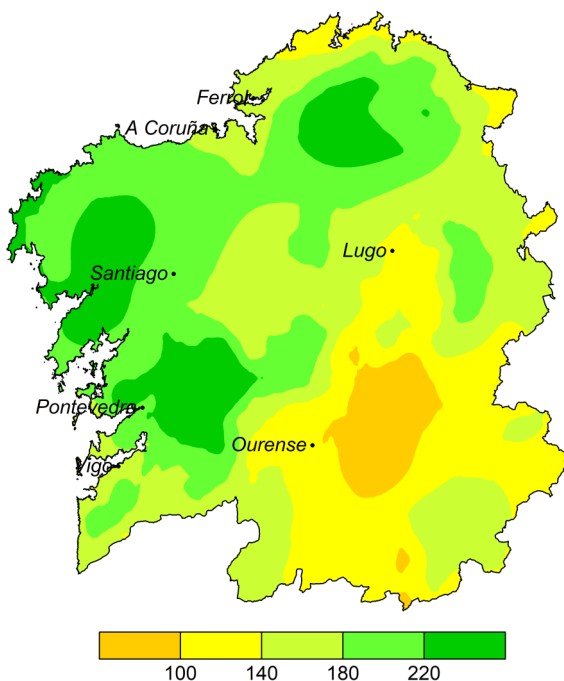 Ferrol
A Coruña
Lugo
Santiago
Pontevedra
Ourense
Vigo
100 140 180 220